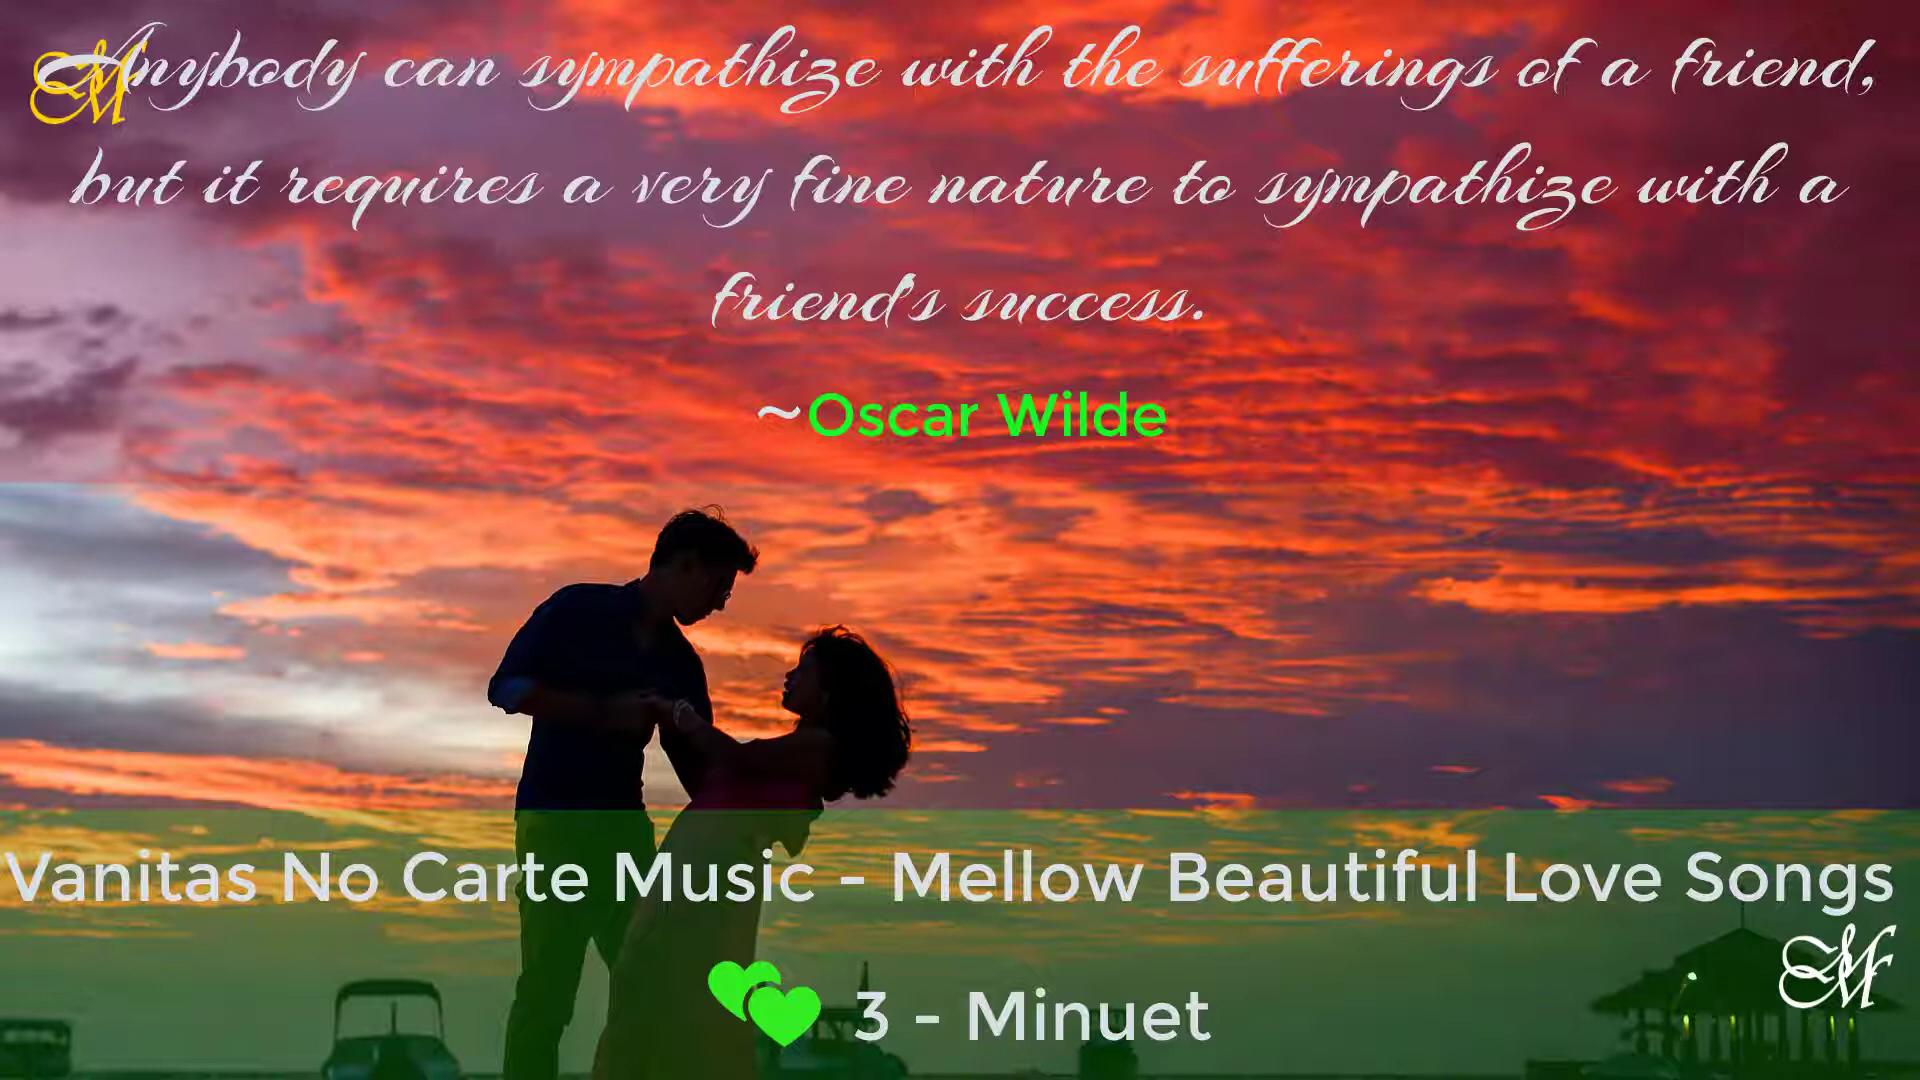 Anybody can sympathize with the sufferings of a friend,
but it requires a very fine nature to sympathize with a
friend's success.
~Oscar Wilde
Vanitas No Carte Music - Mellow Beautiful Love Songs
3 - Minuet